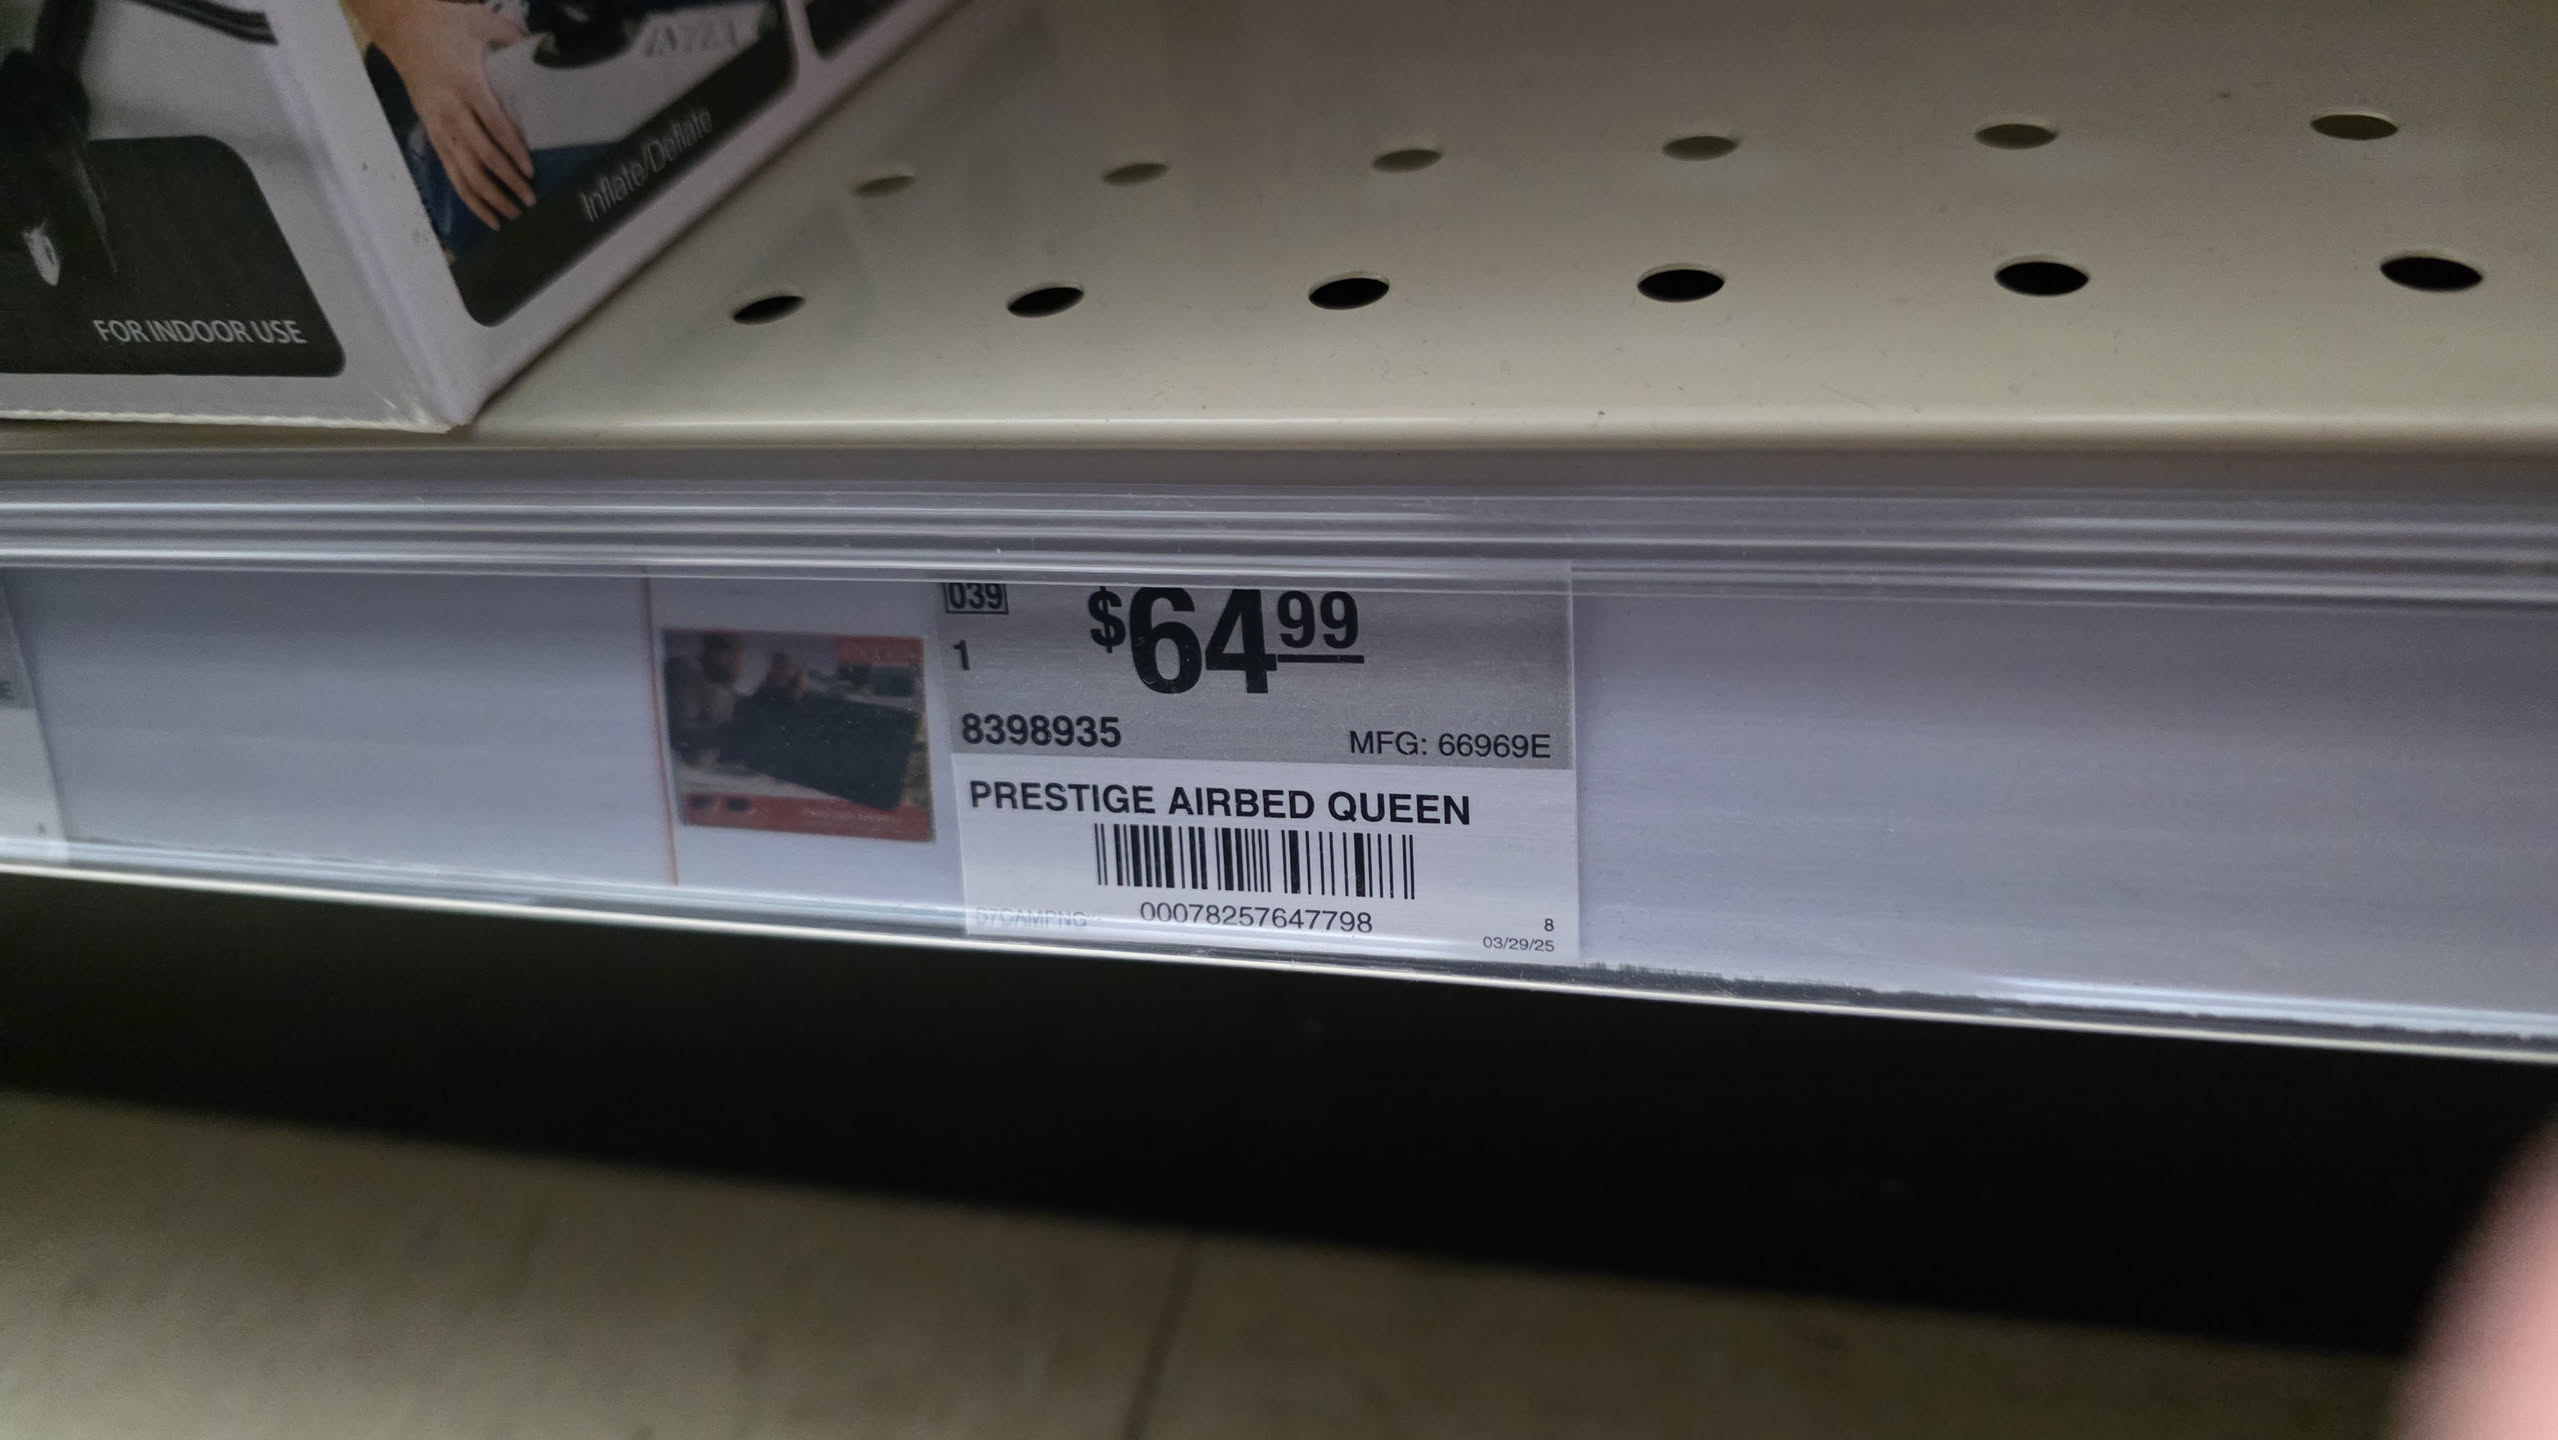 INTEX
Inflate/Deflate
FOR INDOOR USE
039
$64 99
1
8398935
MFG: 66969E
PRESTIGE AIRBED QUEEN
00078257647798
8
03/29/25